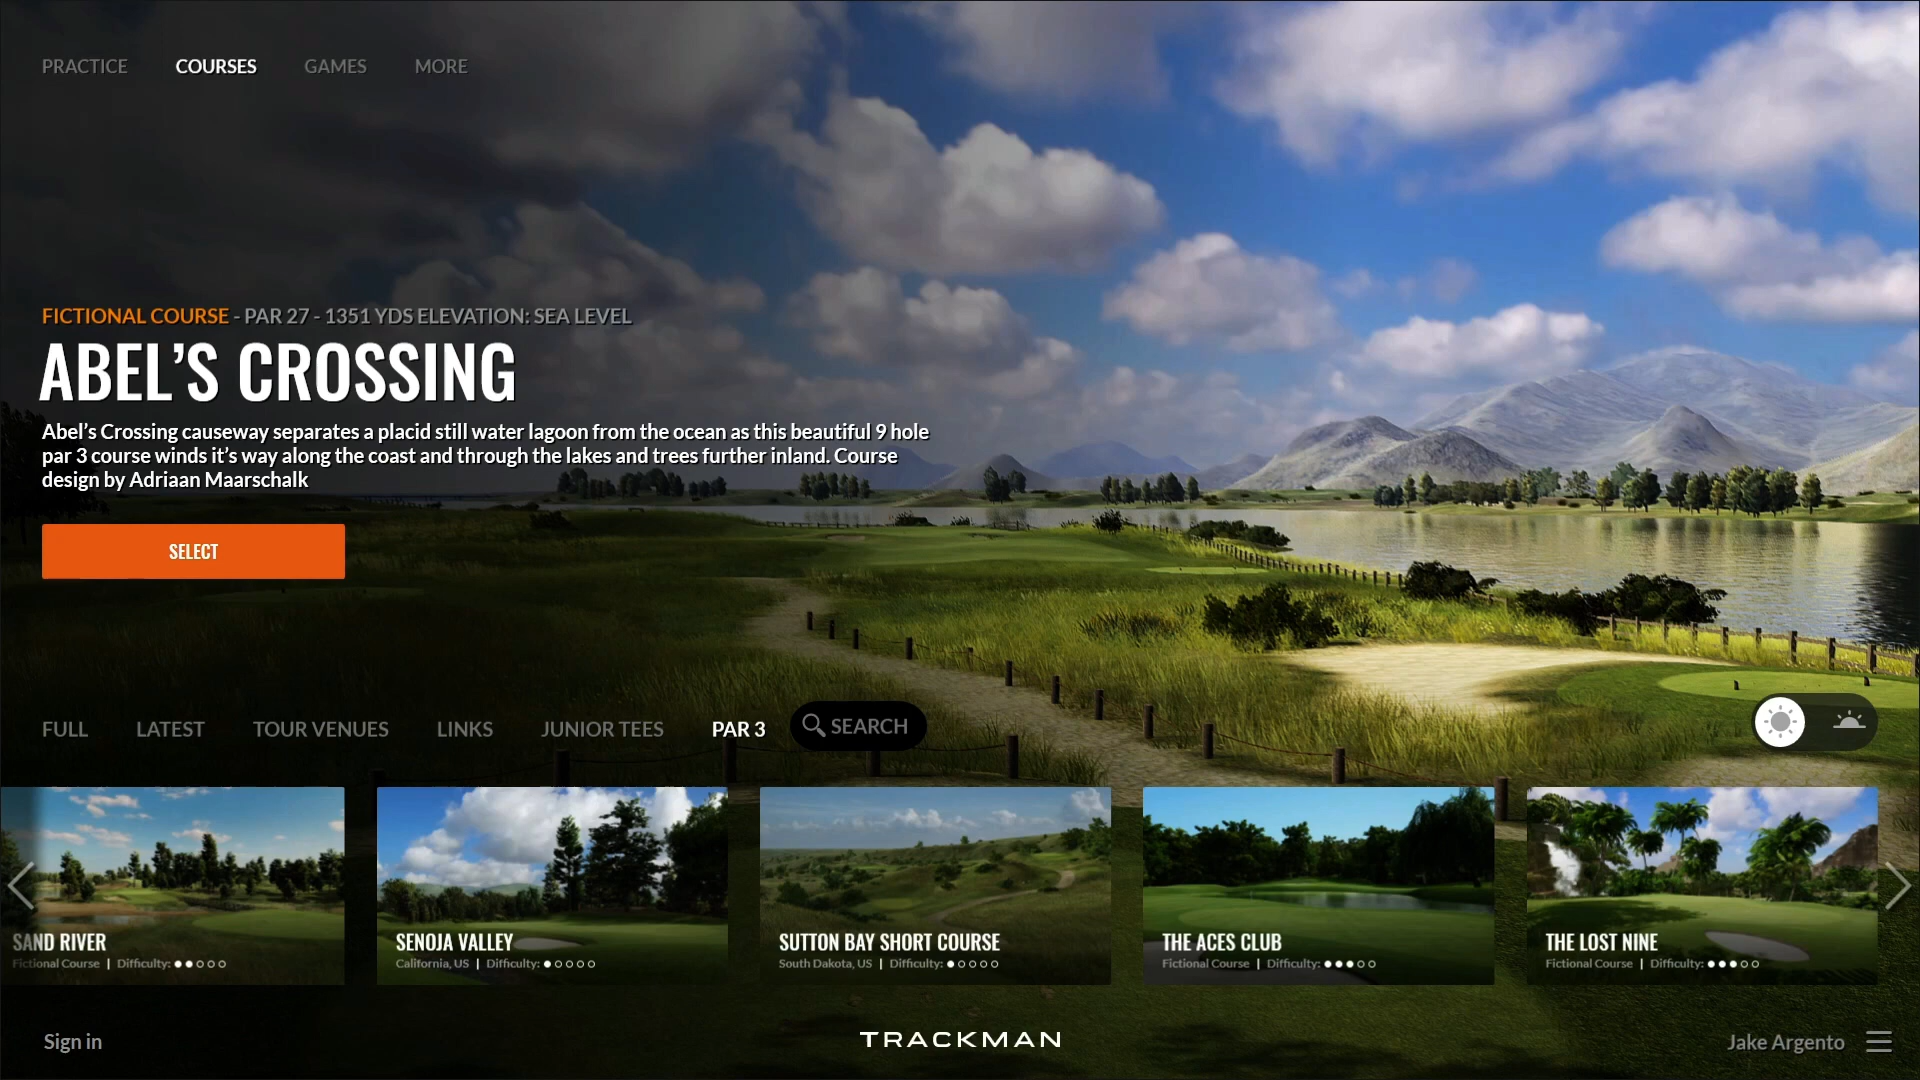 PRACTICE COURSES GAMES MORE
FICTIONAL COURSE - PAR 27 - 1351 YDS ELEVATION: SEA LEVEL
ABEL’S CROSSING
Abel’s Crossing causeway separates a placid still water lagoon from the ocean as this beautiful 9 hole
par 3 course winds it’s way along the coast and through the lakes and trees further inland. Course
design by Adriaan Maarschalk
SELECT
FULL LATEST TOUR VENUES LINKS JUNIOR TEES PAR 3 SEARCH
SAND RIVER
Fictional Course | Difficulty:
SENOJA VALLEY
California, US | Difficulty:
SUTTON BAY SHORT COURSE
South Dakota, US | Difficulty:
THE ACES CLUB
Fictional Course | Difficulty:
THE LOST NINE
Fictional Course | Difficulty:
Sign in
TRACKMAN
Jake Argento